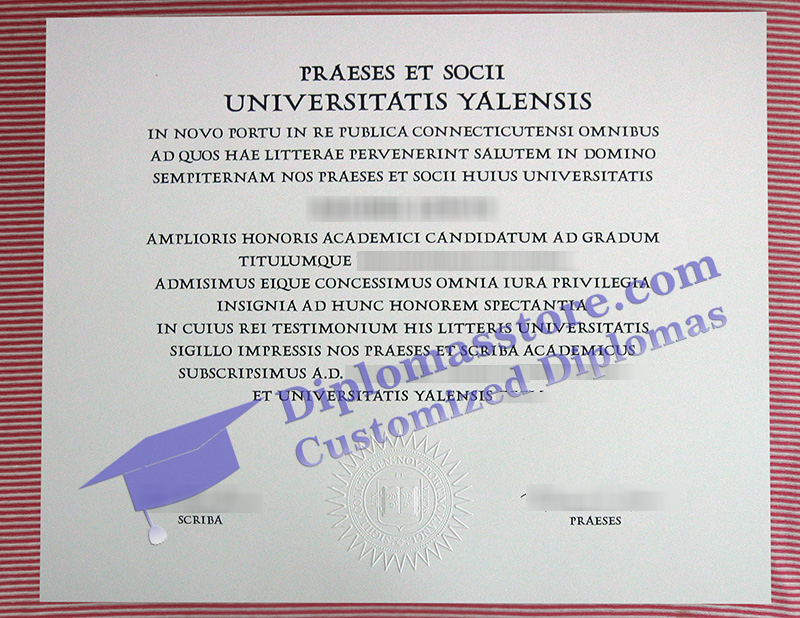 PRAESES ET SOCII
UNIVERSITATIS YALENSIS
IN NOVO PORTU IN RE PUBLICA CONNECTICUTENSI OMNIBUS
AD QUOS HAE LITTERAE PERVENERINT SALUTEM IN DOMINO
SEMPITERNAM NOS PRAESES ET SOCII HUIUS UNIVERSITATIS
AMPLIORIS HONORIS ACADEMICI CANDIDATUM AD GRADUM
TITULUMQUE
ADMISIMUS EIQUE CONCESSIMUS OMNIA IURA PRIVILEGIA
INSIGNIA AD HUNC HONOREM SPECTANTIA
IN CUIUS REI TESTIMONIUM HIS LITTERIS UNIVERSITATIS
SIGILLO IMPRESSIS NOS PRAESES ET SCRIBA ACADEMICUS
SUBSCRIPSIMUS A.D.
ET UNIVERSITATIS YALENSIS
Diplomasstore.com
Customized Diplomas
SCRIBA
PRAESES